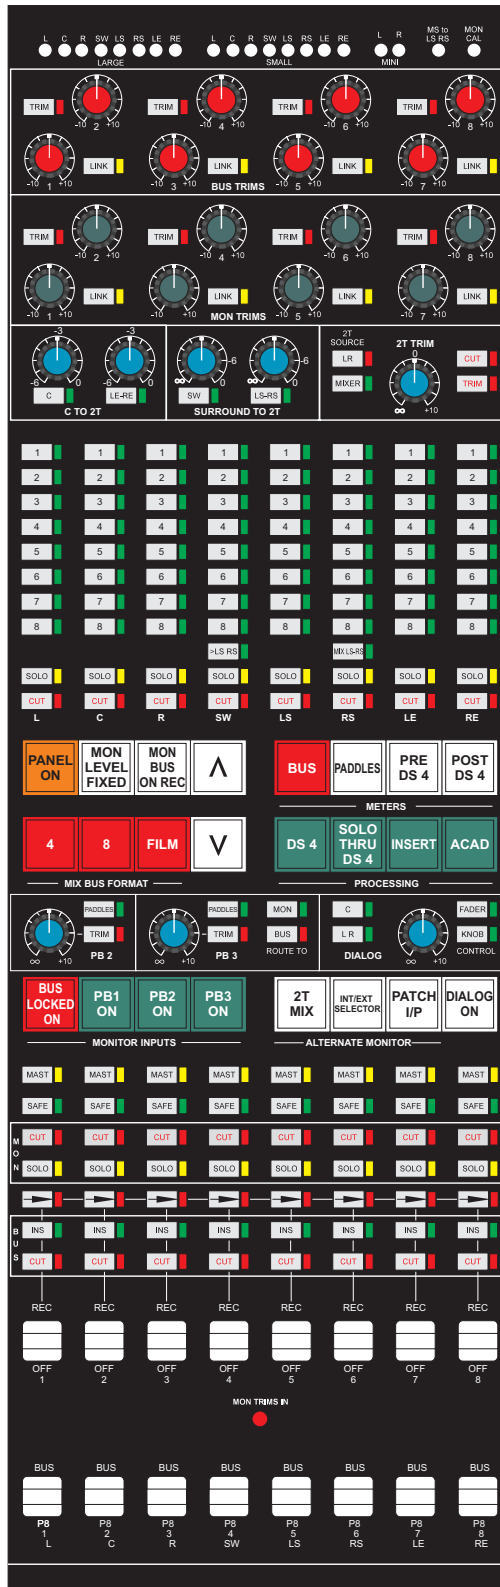 L C R SW LS RS LE RE L C R SW LS RS LE RE L R MS to LS RS MON CAL
LARGE SMALL MINI
TRIM TRIM TRIM TRIM
-10 2 +10 -10 4 +10 -10 6 +10 -10 8 +10
LINK LINK LINK LINK
-10 1 +10 -10 3 +10 -10 5 +10 -10 7 +10
BUS TRIMS
TRIM TRIM TRIM TRIM
-10 2 +10 -10 4 +10 -10 6 +10 -10 8 +10
LINK LINK LINK LINK
-10 1 +10 -10 3 +10 -10 5 +10 -10 7 +10
MON TRIMS
-3 -3
-6 0 -6 0
C LE-RE
C TO 2T
-6 -6
∞ 0 ∞ 0
SW LS-RS
SURROUND TO 2T
2T SOURCE
LR
MIXER
2T TRIM
0
∞ +10
CUT
TRIM
1 1 1 1 1 1 1 1
2 2 2 2 2 2 2 2
3 3 3 3 3 3 3 3
4 4 4 4 4 4 4 4
5 5 5 5 5 5 5 5
6 6 6 6 6 6 6 6
7 7 7 7 7 7 7 7
8 8 8 8 8 8 8 8
>LS RS MIX LS-RS
SOLO SOLO SOLO SOLO SOLO SOLO SOLO SOLO
CUT CUT CUT CUT CUT CUT CUT CUT
L C R SW LS RS LE RE
PANEL ON
MON LEVEL FIXED
MON BUS ON REC
Λ
BUS
PADDLES
PRE DS 4
POST DS 4
METERS
4 8 FILM V
DS 4
SOLO THRU DS 4
INSERT
ACAD
MIX BUS FORMAT PROCESSING
PADDLES
TRIM
∞ +10
PB 2
PADDLES
TRIM
∞ +10
PB 3
MON
BUS
ROUTE TO
C
L R
DIALOG
∞ +10
FADER
KNOB
CONTROL
BUS LOCKED ON
PB1 ON
PB2 ON
PB3 ON
2T MIX
INT/EXT SELECTOR
PATCH I/P
DIALOG ON
MONITOR INPUTS ALTERNATE MONITOR
MAST MAST MAST MAST MAST MAST MAST MAST
SAFE SAFE SAFE SAFE SAFE SAFE SAFE SAFE
MON
CUT CUT CUT CUT CUT CUT CUT CUT
SOLO SOLO SOLO SOLO SOLO SOLO SOLO SOLO
BUS
INS INS INS INS INS INS INS INS
CUT CUT CUT CUT CUT CUT CUT CUT
REC REC REC REC REC REC REC REC
OFF OFF OFF OFF OFF OFF OFF OFF
1 2 3 4 5 6 7 8
MON TRIMS IN
BUS BUS BUS BUS BUS BUS BUS BUS
P8 P8 P8 P8 P8 P8 P8 P8
1 2 3 4 5 6 7 8
L C R SW LS RS LE RE